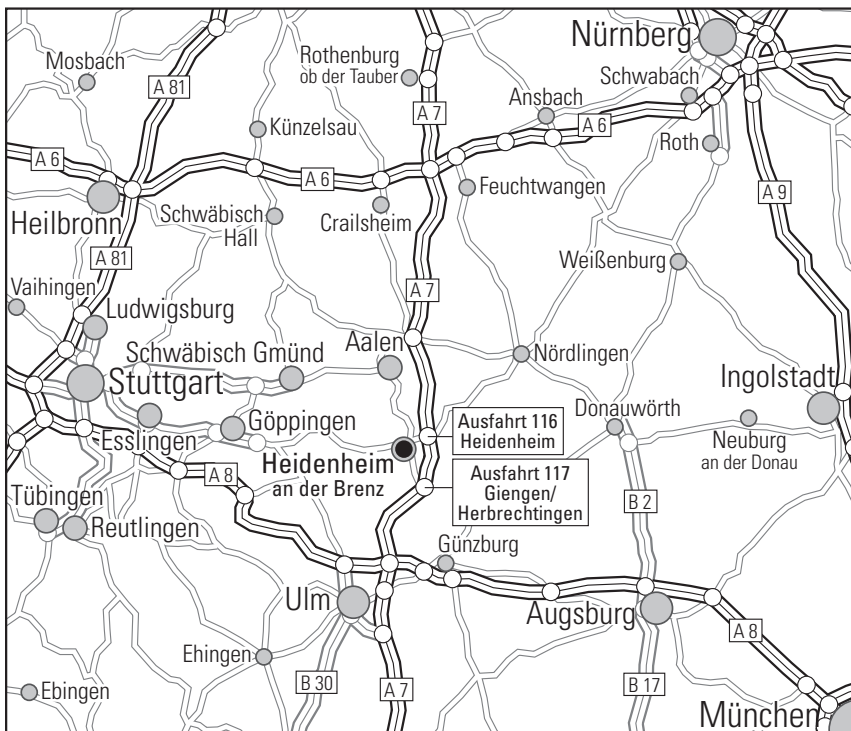 Nürnberg
Mosbach
Rothenburg
ob der Tauber
Schwabach
A 81
Ansbach
A 7
Künzelsau
A 6
Roth
A 6
A 6
Feuchtwangen
A 9
Heilbronn
Schwäbisch
Hall
Crailsheim
A 81
Weißenburg
Vaihingen
A 7
Ludwigsburg
Schwäbisch Gmünd
Aalen
Nördlingen
Stuttgart
Ingolstadt
Göppingen
Ausfahrt 116
Heidenheim
Donauwörth
Esslingen
Neuburg
an der Donau
Heidenheim
an der Brenz
A 8
Ausfahrt 117
Giengen/
Herbrechtingen
Tübingen
B 2
Reutlingen
Günzburg
Ulm
Augsburg
A 8
Ehingen
B 30
A 7
B 17
Ebingen
München